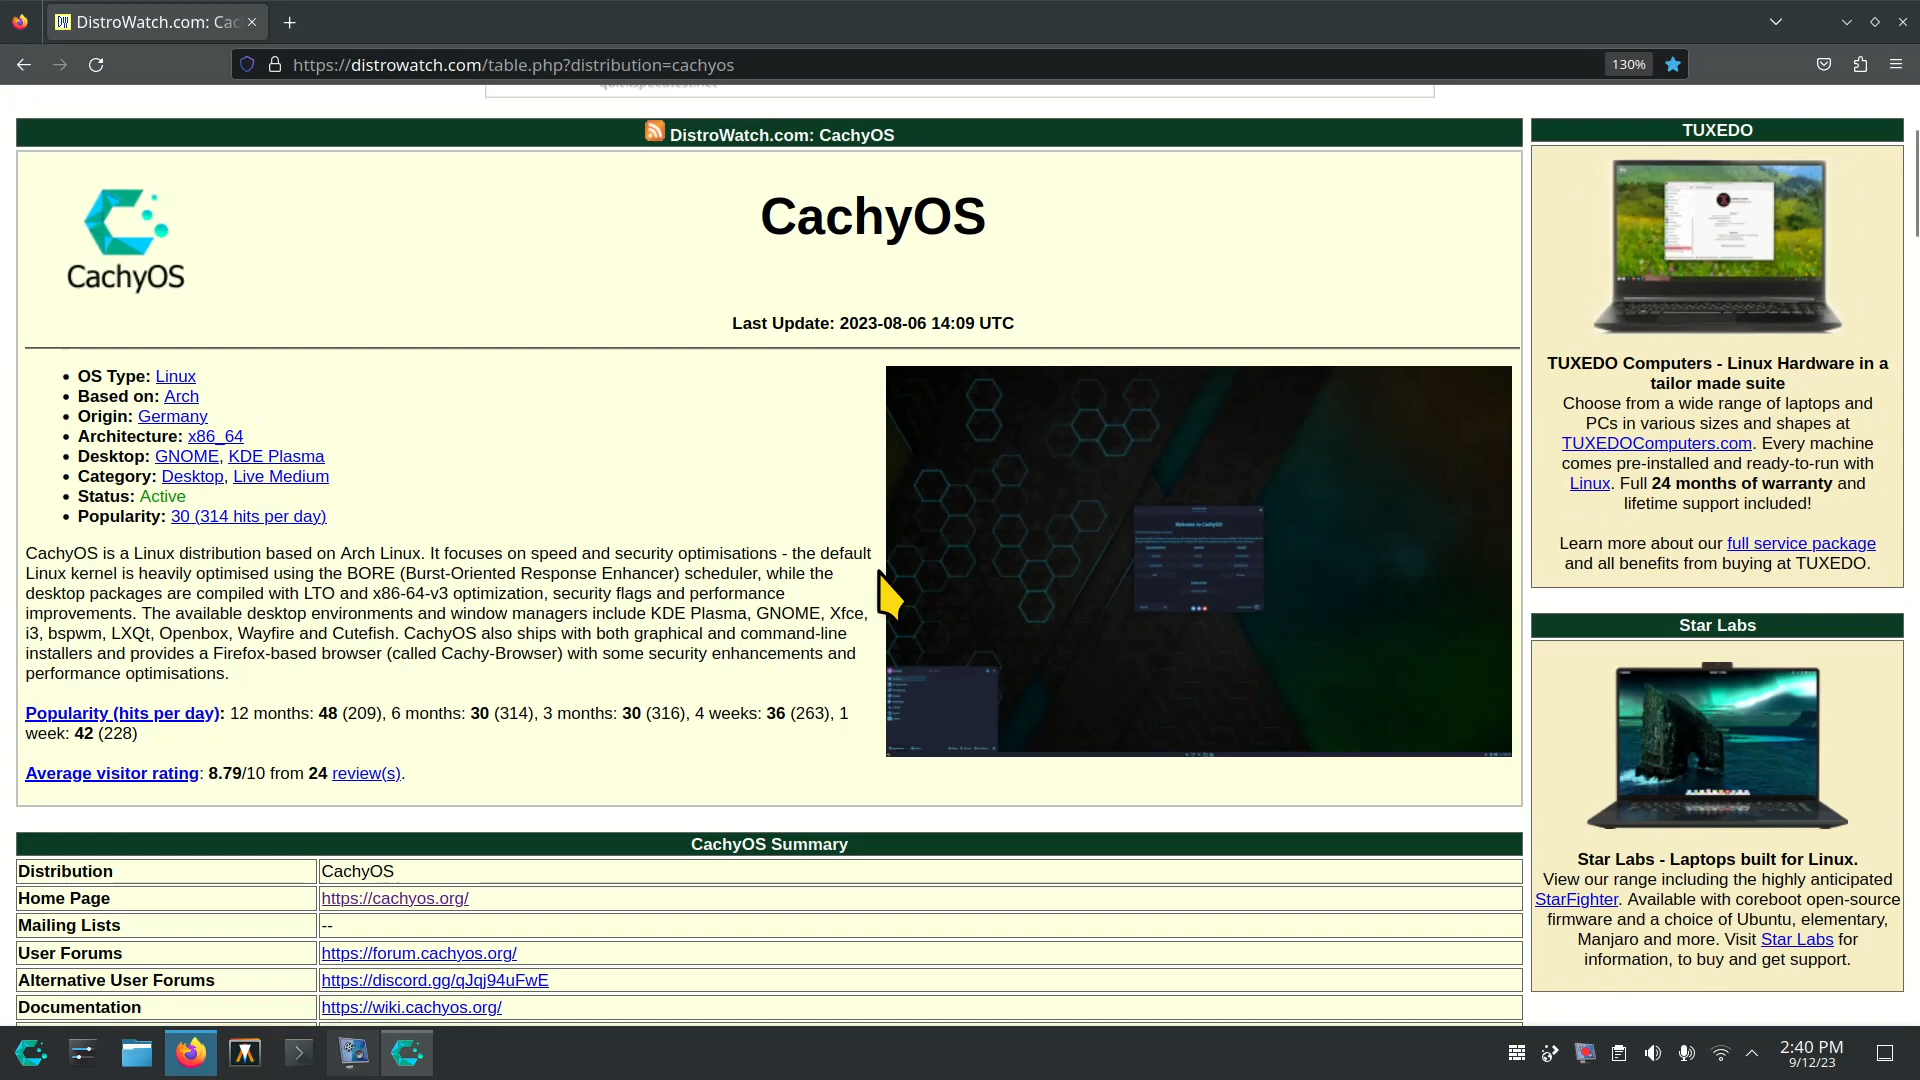 DistroWatch.com: Cac
https://distrowatch.com/table.php?distribution=cachyos
130%
DistroWatch.com: CachyOS
CachyOS
CachyOS
Last Update: 2023-08-06 14:09 UTC
• OS Type: Linux
• Based on: Arch
• Origin: Germany
• Architecture: x86_64
• Desktop: GNOME, KDE Plasma
• Category: Desktop, Live Medium
• Status: Active
• Popularity: 30 (314 hits per day)
CachyOS is a Linux distribution based on Arch Linux. It focuses on speed and security optimisations - the default
Linux kernel is heavily optimised using the BORE (Burst-Oriented Response Enhancer) scheduler, while the
desktop packages are compiled with LTO and x86-64-v3 optimization, security flags and performance
improvements. The available desktop environments and window managers include KDE Plasma, GNOME, Xfce,
i3, bspwm, LXQt, Openbox, Wayfire and Cutefish. CachyOS also ships with both graphical and command-line
installers and provides a Firefox-based browser (called Cachy-Browser) with some security enhancements and
performance optimisations.
Popularity (hits per day): 12 months: 48 (209), 6 months: 30 (314), 3 months: 30 (316), 4 weeks: 36 (263), 1
week: 42 (228)
Average visitor rating: 8.79/10 from 24 review(s).
CachyOS Summary
Distribution CachyOS
Home Page https://cachyos.org/
Mailing Lists --
User Forums https://forum.cachyos.org/
Alternative User Forums https://discord.gg/qJqj94uFwE
Documentation https://wiki.cachyos.org/
TUXEDO
TUXEDO Computers - Linux Hardware in a
tailor made suite
Choose from a wide range of laptops and
PCs in various sizes and shapes at
TUXEDOComputers.com. Every machine
comes pre-installed and ready-to-run with
Linux. Full 24 months of warranty and
lifetime support included!
Learn more about our full service package
and all benefits from buying at TUXEDO.
Star Labs
Star Labs - Laptops built for Linux.
View our range including the highly anticipated
StarFighter. Available with coreboot open-source
firmware and a choice of Ubuntu, elementary,
Manjaro and more. Visit Star Labs for
information, to buy and get support.
2:40 PM
9/12/23